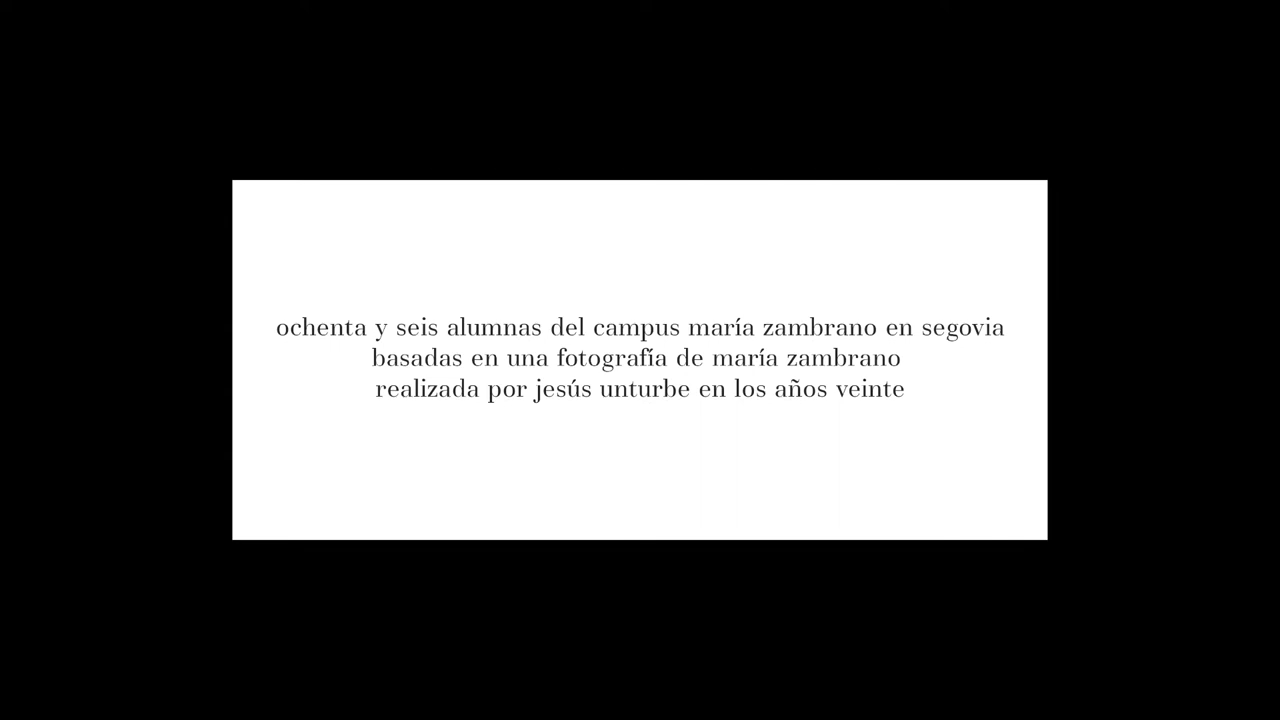 ochenta y seis alumnas del campus maría zambrano en segovia
basadas en una fotografía de maría zambrano
realizada por jesús unturbe en los años veinte